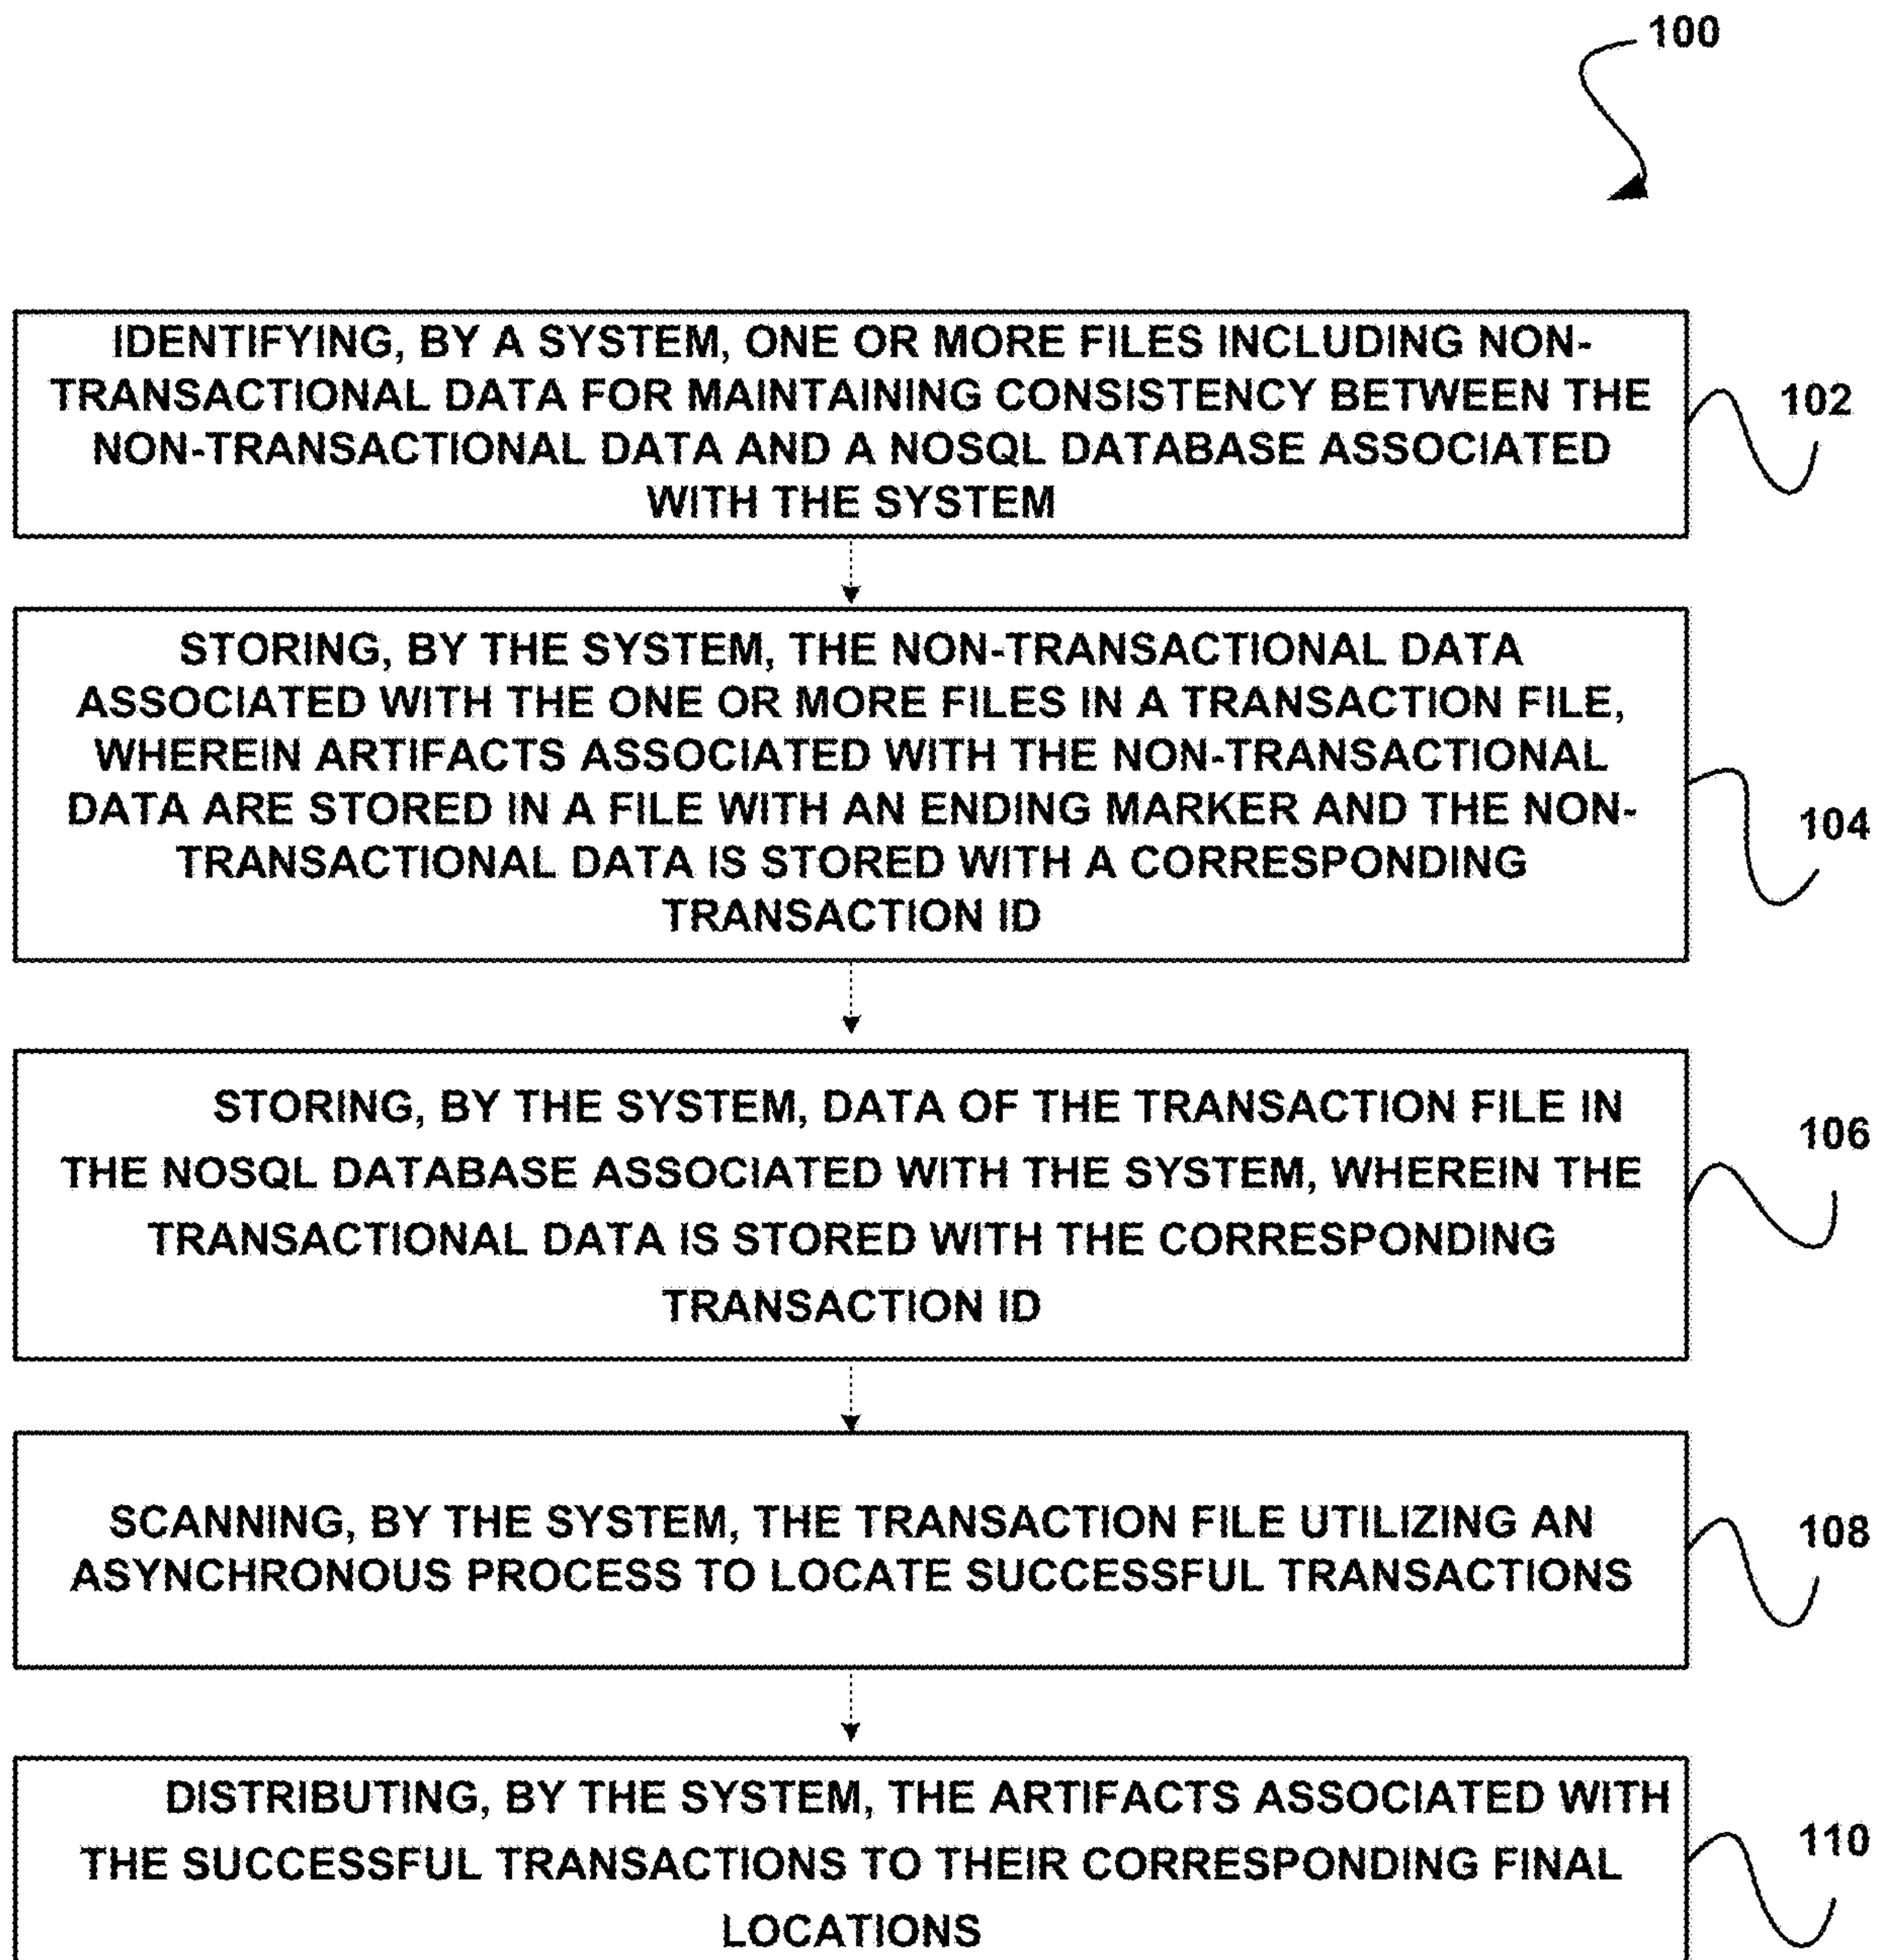 100
IDENTIFYING, BY A SYSTEM, ONE OR MORE FILES INCLUDING NON-
TRANSACTIONAL DATA FOR MAINTAINING CONSISTENCY BETWEEN THE
NON-TRANSACTIONAL DATA AND A NOSQL DATABASE ASSOCIATED
WITH THE SYSTEM
102
STORING, BY THE SYSTEM, THE NON-TRANSACTIONAL DATA
ASSOCIATED WITH THE ONE OR MORE FILES IN A TRANSACTION FILE,
WHEREIN ARTIFACTS ASSOCIATED WITH THE NON-TRANSACTIONAL
DATA ARE STORED IN A FILE WITH AN ENDING MARKER AND THE NON-
TRANSACTIONAL DATA IS STORED WITH A CORRESPONDING
TRANSACTION ID
104
STORING, BY THE SYSTEM, DATA OF THE TRANSACTION FILE IN
THE NOSQL DATABASE ASSOCIATED WITH THE SYSTEM, WHEREIN THE
TRANSACTIONAL DATA IS STORED WITH THE CORRESPONDING
TRANSACTION ID
106
SCANNING, BY THE SYSTEM, THE TRANSACTION FILE UTILIZING AN
ASYNCHRONOUS PROCESS TO LOCATE SUCCESSFUL TRANSACTIONS
108
DISTRIBUTING, BY THE SYSTEM, THE ARTIFACTS ASSOCIATED WITH
THE SUCCESSFUL TRANSACTIONS TO THEIR CORRESPONDING FINAL
LOCATIONS
110